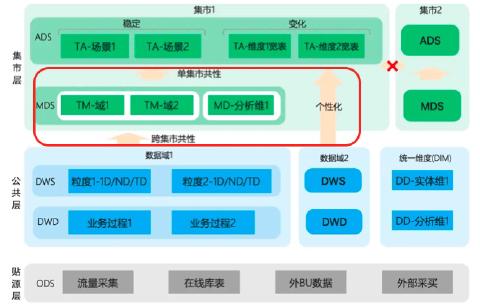 集市1
集市2
稳定
变化
ADS
TA-场景1
TA-场景2
TA-维度1宽表
TA-维度2宽表
ADS
集市层
单集市共性
MDS
TM-域1
TM-域2
MD-分析维1
个性化
MDS
跨集市共性
数据域1
数据域2
统一维度(DIM)
公共层
DWS
粒度1-1D/ND/TD
粒度2-1D/ND/TD
DWS
DD-实体维1
DWD
业务过程1
业务过程2
DWD
DD-分析维1
贴源层
ODS
流量采集
在线库表
外BU数据
外部采买